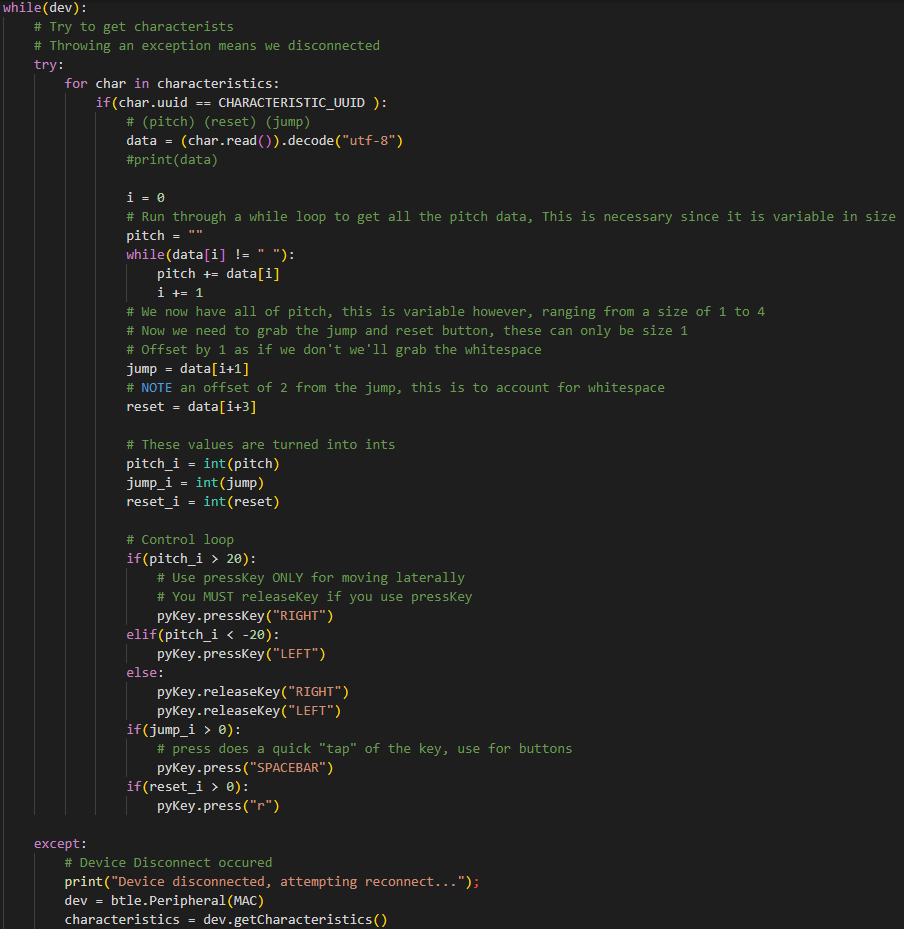 while(dev):
    # Try to get characterists
    # Throwing an exception means we disconnected
    try:
        for char in characteristics:
            if(char.uuid == CHARACTERISTIC_UUID ):
                # (pitch) (reset) (jump)
                data = (char.read()).decode("utf-8")
                #print(data)

                i = 0
                # Run through a while loop to get all the pitch data, This is necessary since it is variable in size
                pitch = ""
                while(data[i] != " "):
                    pitch += data[i]
                    i += 1
                # We now have all of pitch, this is variable however, ranging from a size of 1 to 4
                # Now we need to grab the jump and reset button, these can only be size 1
                # Offset by 1 as if we don't we'll grab the whitespace
                jump = data[i+1]
                # NOTE an offset of 2 from the jump, this is to account for whitespace
                reset = data[i+3]

                # These values are turned into ints
                pitch_i = int(pitch)
                jump_i = int(jump)
                reset_i = int(reset)

                # Control loop
                if(pitch_i > 20):
                    # Use pressKey ONLY for moving laterally
                    # You MUST releaseKey if you use pressKey
                    pyKey.pressKey("RIGHT")
                elif(pitch_i < -20):
                    pyKey.pressKey("LEFT")
                else:
                    pyKey.releaseKey("RIGHT")
                    pyKey.releaseKey("LEFT")
                if(jump_i > 0):
                    # press does a quick "tap" of the key, use for buttons
                    pyKey.press("SPACEBAR")
                if(reset_i > 0):
                    pyKey.press("r")

    except:
        # Device Disconnect occured
        print("Device disconnected, attempting reconnect...");
        dev = btle.Peripheral(MAC)
        characteristics = dev.getCharacteristics()